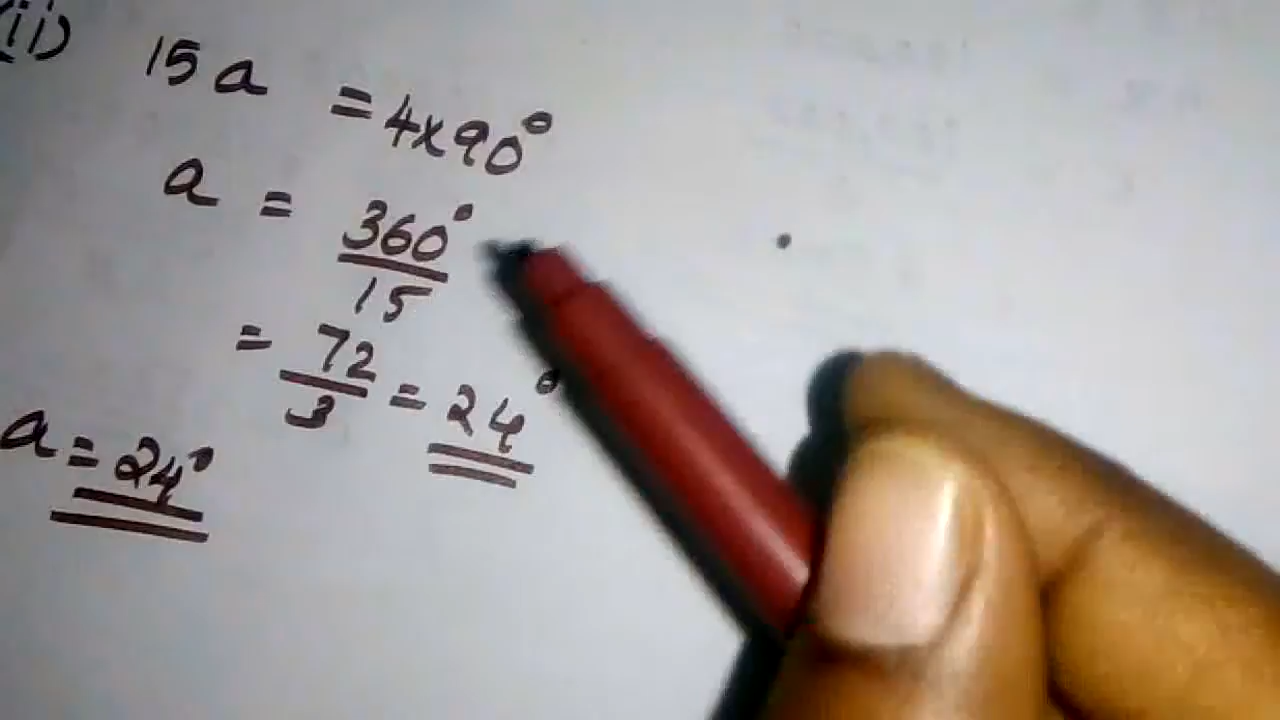 (ii) 15a = 4x90°
a = 360°
15
= 72 = 24°
3
a = 24°